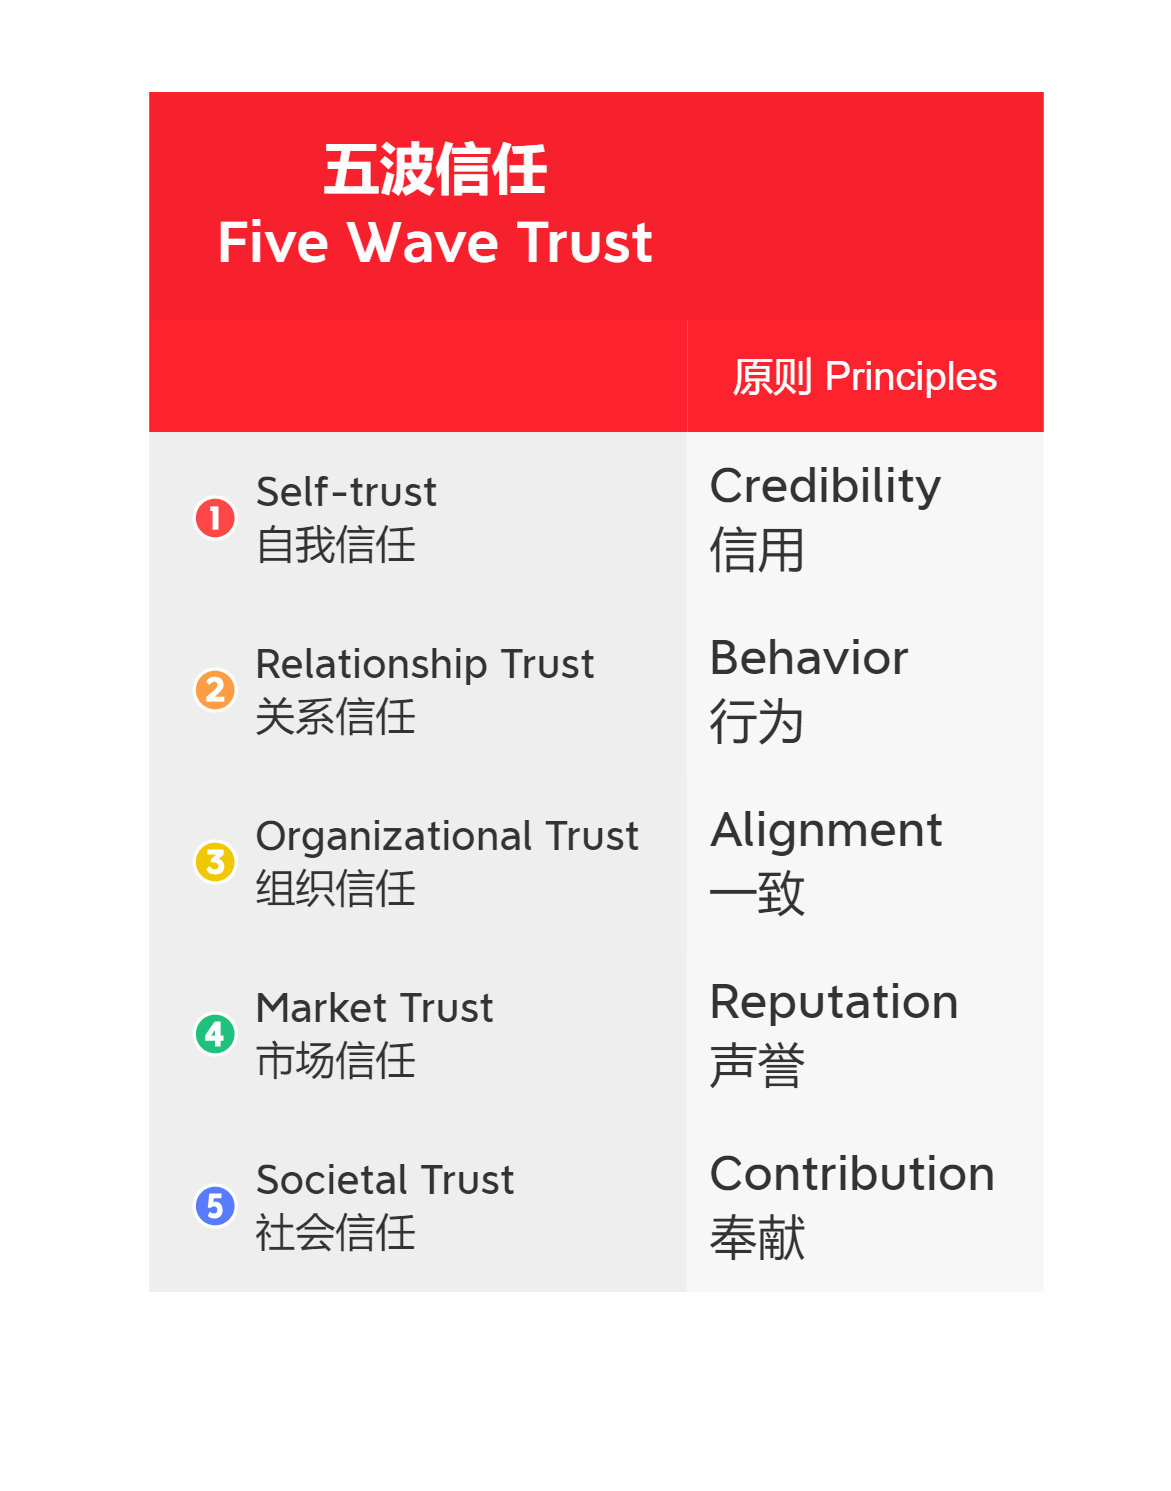 五波信任
Five Wave Trust
原则 Principles
1
Self-trust
自我信任
Credibility
信用
2
Relationship Trust
关系信任
Behavior
行为
3
Organizational Trust
组织信任
Alignment
一致
4
Market Trust
市场信任
Reputation
声誉
5
Societal Trust
社会信任
Contribution
奉献